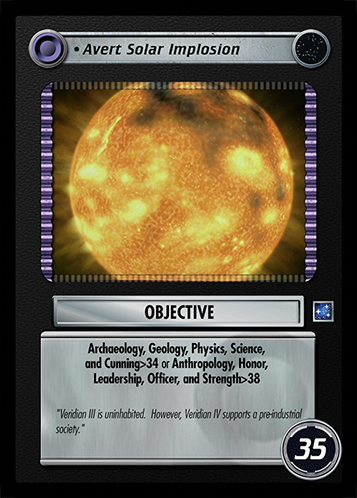 • Avert Solar Implosion
OBJECTIVE
Archaeology, Geology, Physics, Science,
and Cunning>34 or Anthropology, Honor,
Leadership, Officer, and Strength>38
"Veridian III is uninhabited.  However, Veridian IV supports a pre-industrial
society."
35